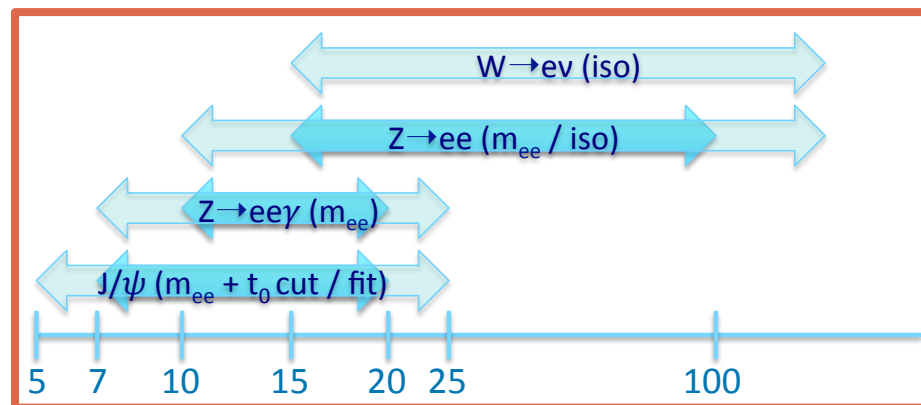 W→eν (iso)
Z→ee (mee / iso)
Z→eeγ (mee)
J/ψ (mee + t0 cut / fit)
5 7 10 15 20 25 100